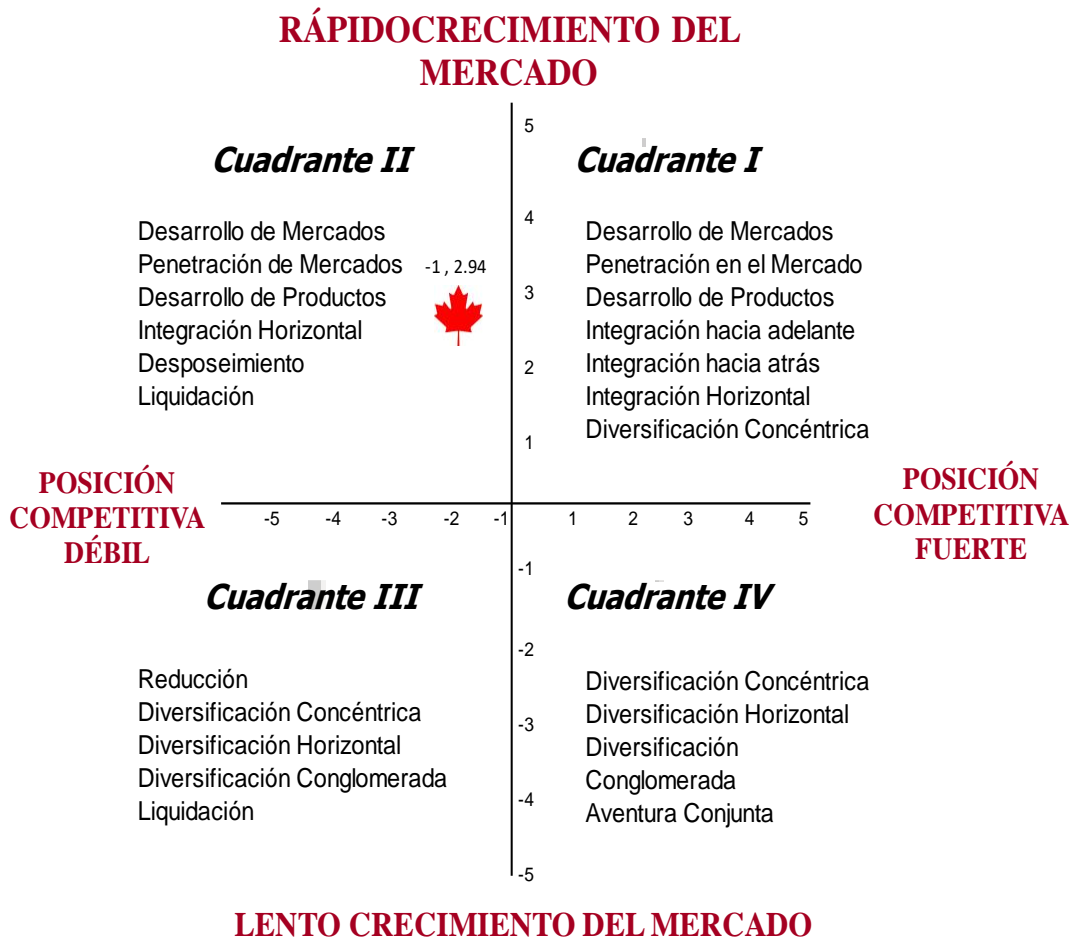 RÁPIDOCRECIMIENTO DEL
MERCADO
5
Cuadrante II
Cuadrante I
4
Desarrollo de Mercados
Penetración de Mercados
Desarrollo de Productos
Integración Horizontal
Desposeimiento
Liquidación
-1 , 2.94
3
2
1
Desarrollo de Mercados
Penetración en el Mercado
Desarrollo de Productos
Integración hacia adelante
Integración hacia atrás
Integración Horizontal
Diversificación Concéntrica
POSICIÓN
COMPETITIVA
DÉBIL
-5 -4 -3 -2 -1 1 2 3 4 5
POSICIÓN
COMPETITIVA
FUERTE
-1
Cuadrante III
Cuadrante IV
-2
Reducción
Diversificación Concéntrica
Diversificación Horizontal
Diversificación Conglomerada
Liquidación
-3
-4
-5
Diversificación Concéntrica
Diversificación Horizontal
Diversificación
Conglomerada
Aventura Conjunta
LENTO CRECIMIENTO DEL MERCADO